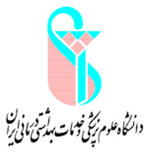 دانشگاه علوم پزشکی و خدمات بهداشتی درمانی ایران